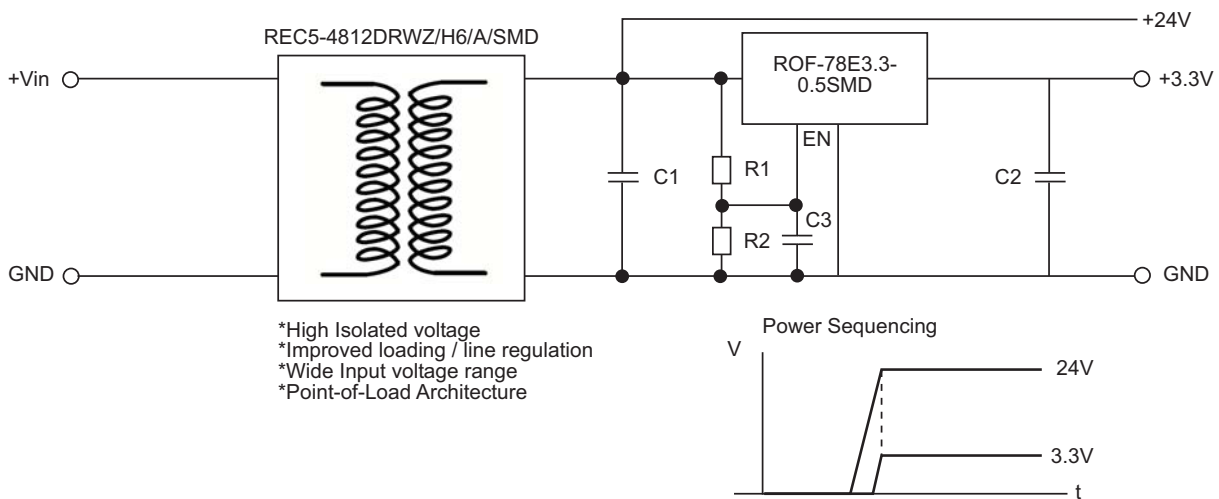 +24V
REC5-4812DRWZ/H6/A/SMD
ROF-78E3.3-
0.5SMD
+Vin
+3.3V
EN
C1
R1
C2
R2
C3
GND
GND
*High Isolated voltage
*Improved loading / line regulation
*Wide Input voltage range
*Point-of-Load Architecture
Power Sequencing
V
24V
3.3V
t